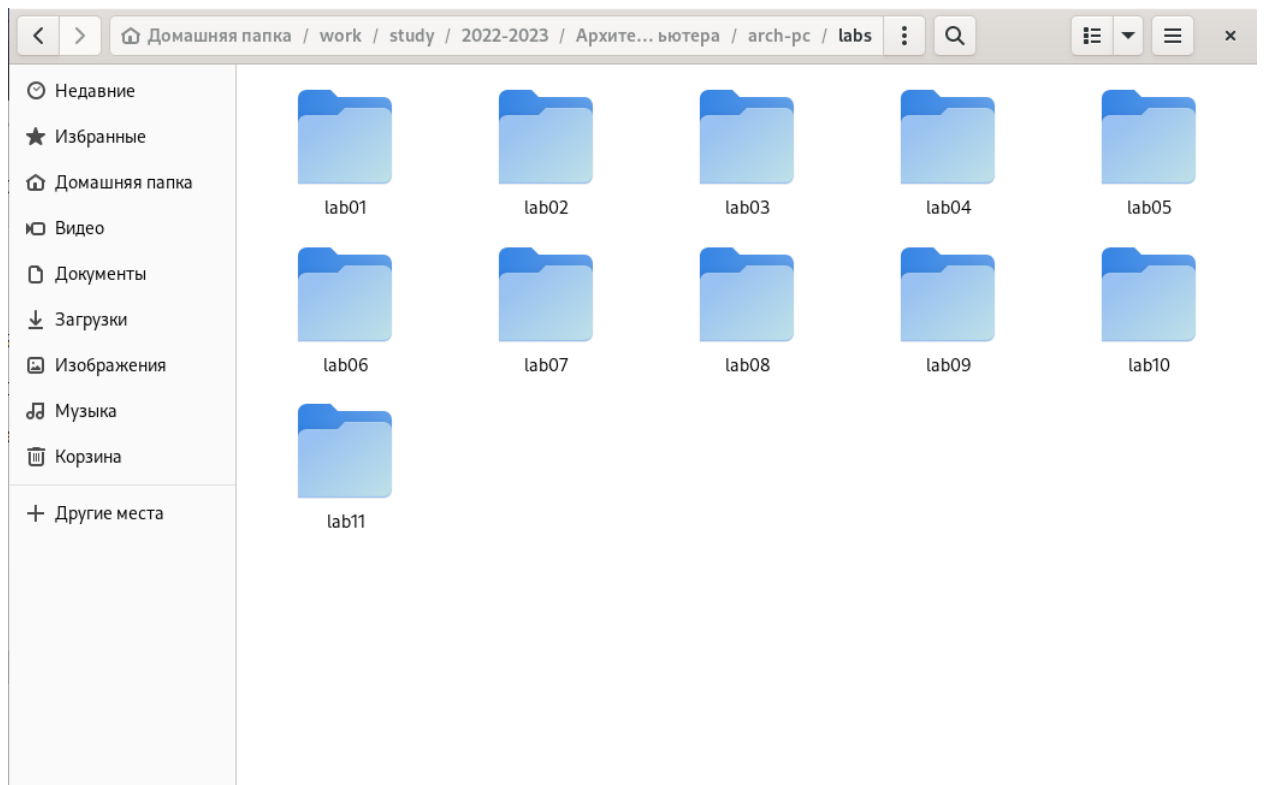 Домашняя папка / work / study / 2022-2023 / Архите… ьютера / arch-pc / labs
Недавние
Избранные
Домашняя папка
Видео
Документы
Загрузки
Изображения
Музыка
Корзина
Другие места
lab01 lab02 lab03 lab04 lab05
lab06 lab07 lab08 lab09 lab10
lab11